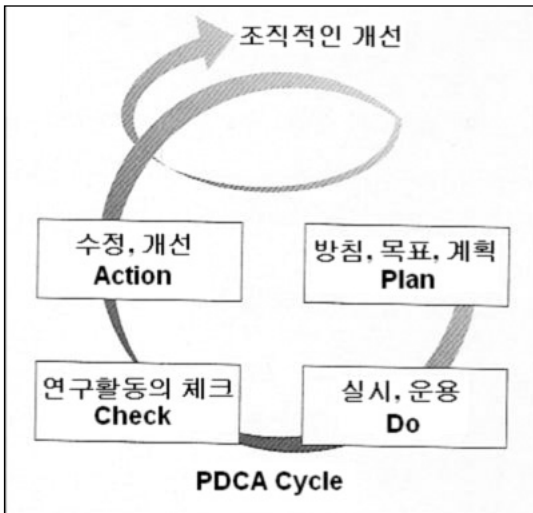 조직적인 개선
수정, 개선
Action
방침, 목표, 계획
Plan
연구활동의 체크
Check
실시, 운용
Do
PDCA Cycle